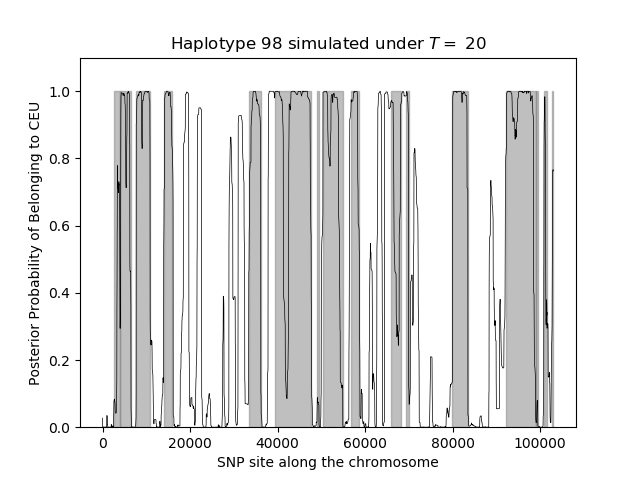 Haplotype 98 simulated under T = 20
Posterior Probability of Belonging to CEU
1.0
0.8
0.6
0.4
0.2
0.0
0 20000 40000 60000 80000 100000
SNP site along the chromosome